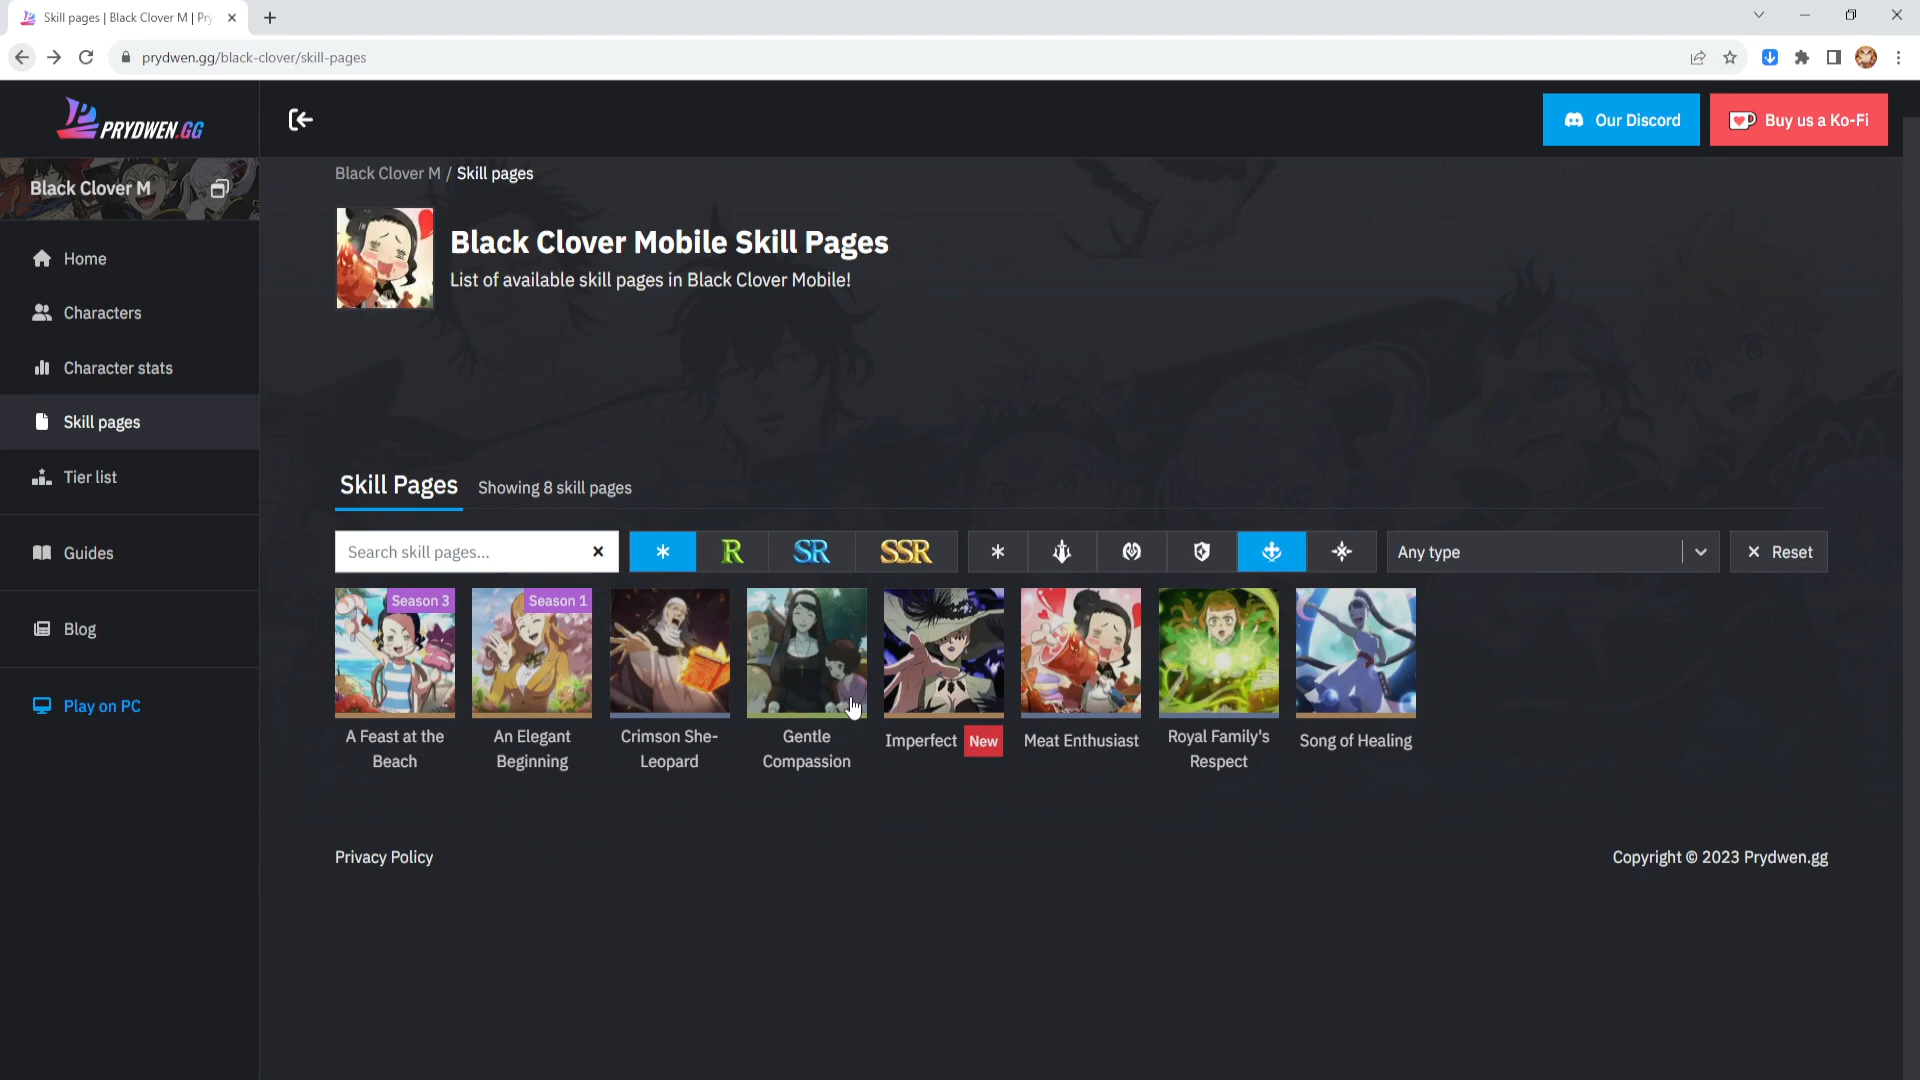 Skill pages | Black Clover M | Pry
prydwen.gg/black-clover/skill-pages
PRYDWEN.GG
Our Discord
Buy us a Ko-Fi
Black Clover M
Home
Characters
Character stats
Skill pages
Tier list
Guides
Blog
Play on PC
Black Clover M / Skill pages
Black Clover Mobile Skill Pages
List of available skill pages in Black Clover Mobile!
Skill Pages Showing 8 skill pages
Search skill pages... R SR SSR Any type Reset
Season 3 Season 1
A Feast at the
Beach
An Elegant
Beginning
Crimson She-
Leopard
Gentle
Compassion
Imperfect New
Meat Enthusiast
Royal Family's
Respect
Song of Healing
Privacy Policy
Copyright © 2023 Prydwen.gg